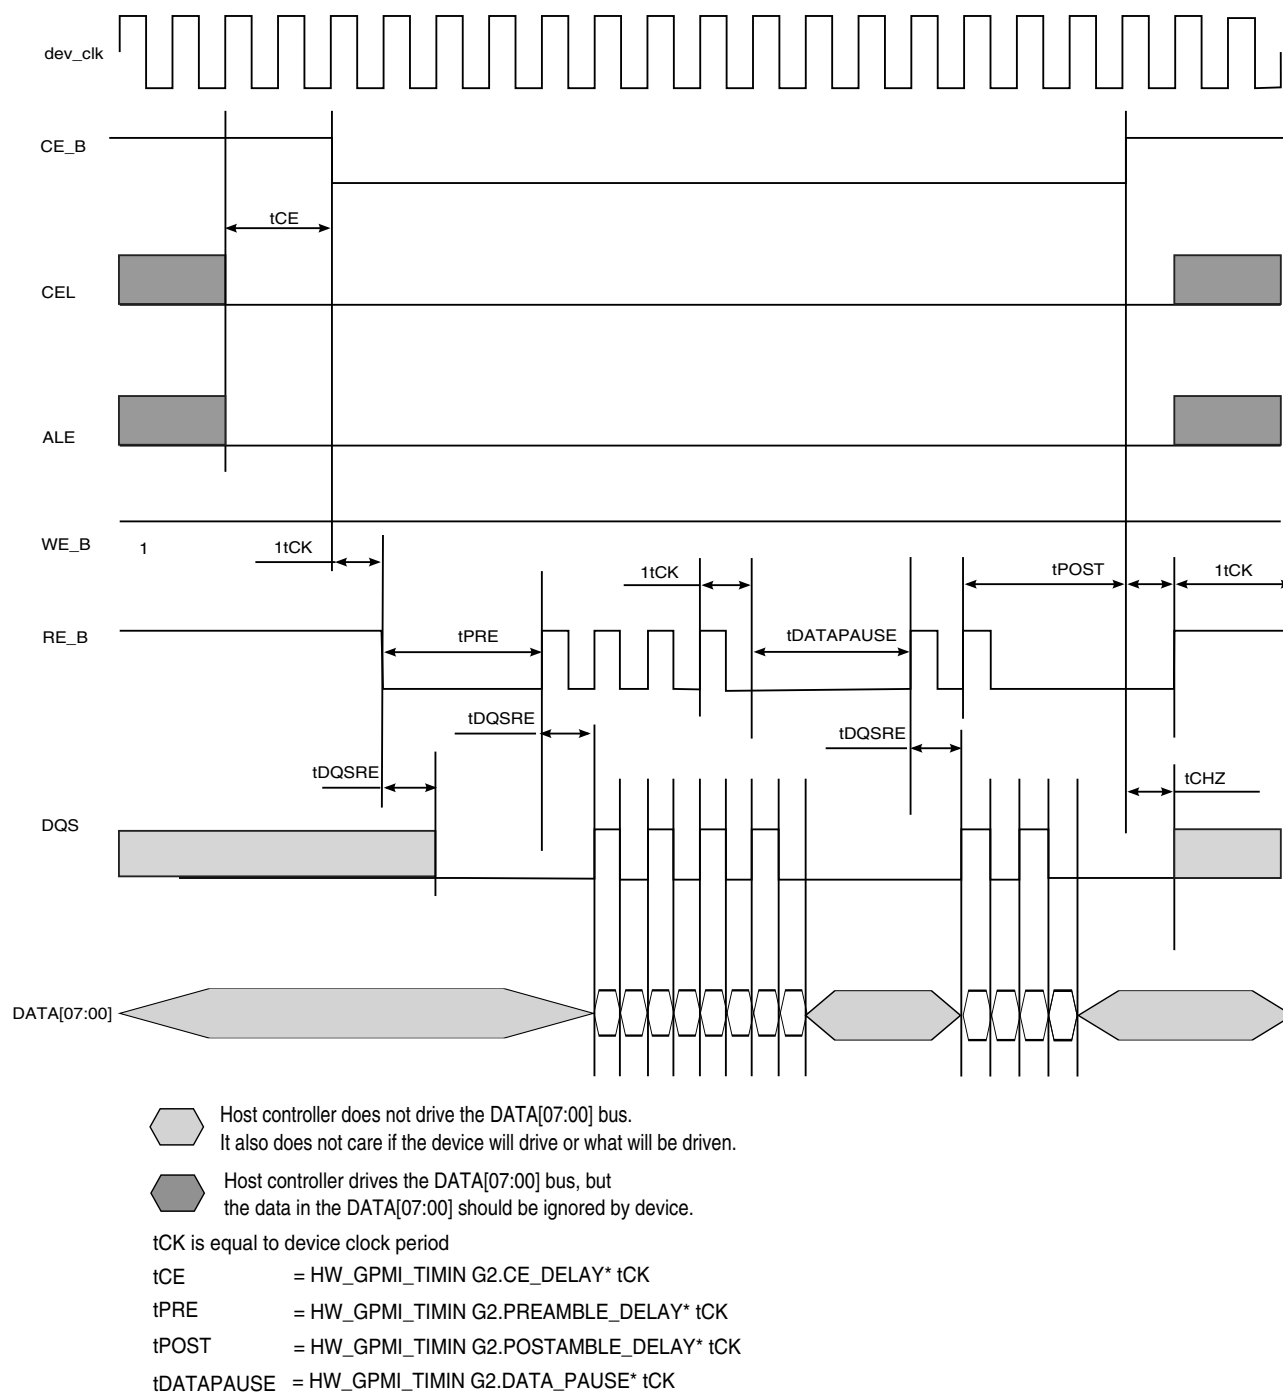 dev_clk
CE_B
tCE
CEL
ALE
WE_B 1
1tCK
1tCK
tPOST
1tCK
RE_B
tPRE
tDATAPAUSE
tDQSRE
tDQSRE
tDQSRE
tCHZ
DQS
DATA[07:00]
Host controller does not drive the DATA[07:00] bus.
It also does not care if the device will drive or what will be driven.
Host controller drives the DATA[07:00] bus, but
the data in the DATA[07:00] should be ignored by device.
tCK is equal to device clock period
tCE = HW_GPMI_TIMIN G2.CE_DELAY* tCK
tPRE = HW_GPMI_TIMIN G2.PREAMBLE_DELAY* tCK
tPOST = HW_GPMI_TIMIN G2.POSTAMBLE_DELAY* tCK
tDATAPAUSE = HW_GPMI_TIMIN G2.DATA_PAUSE* tCK